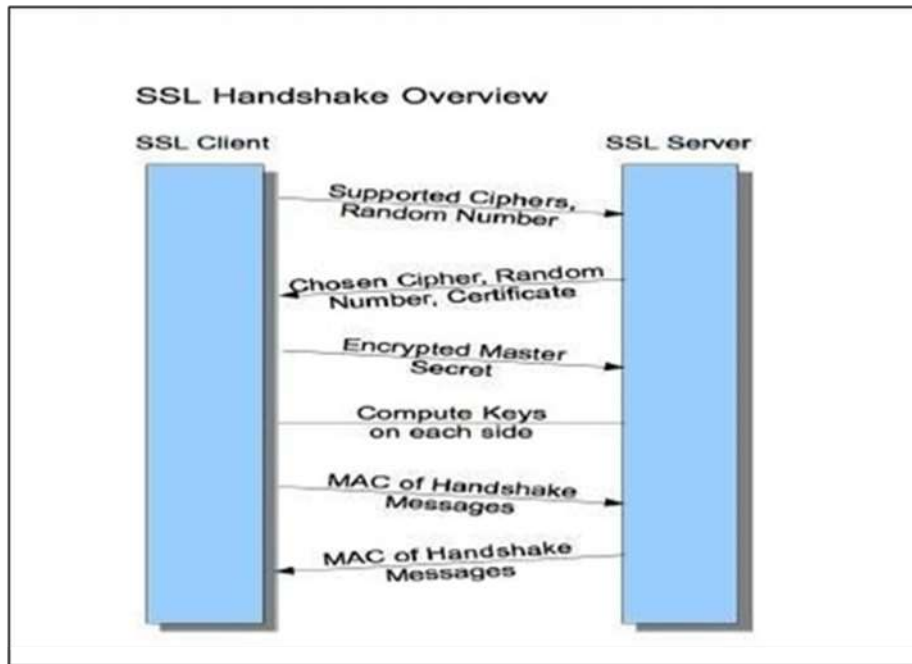 SSL Handshake Overview
SSL Client
SSL Server
Supported Ciphers,
Random Number
Chosen Cipher, Random
Number, Certificate
Encrypted Master
Secret
Compute Keys
on each side
MAC of Handshake
Messages
MAC of Handshake
Messages